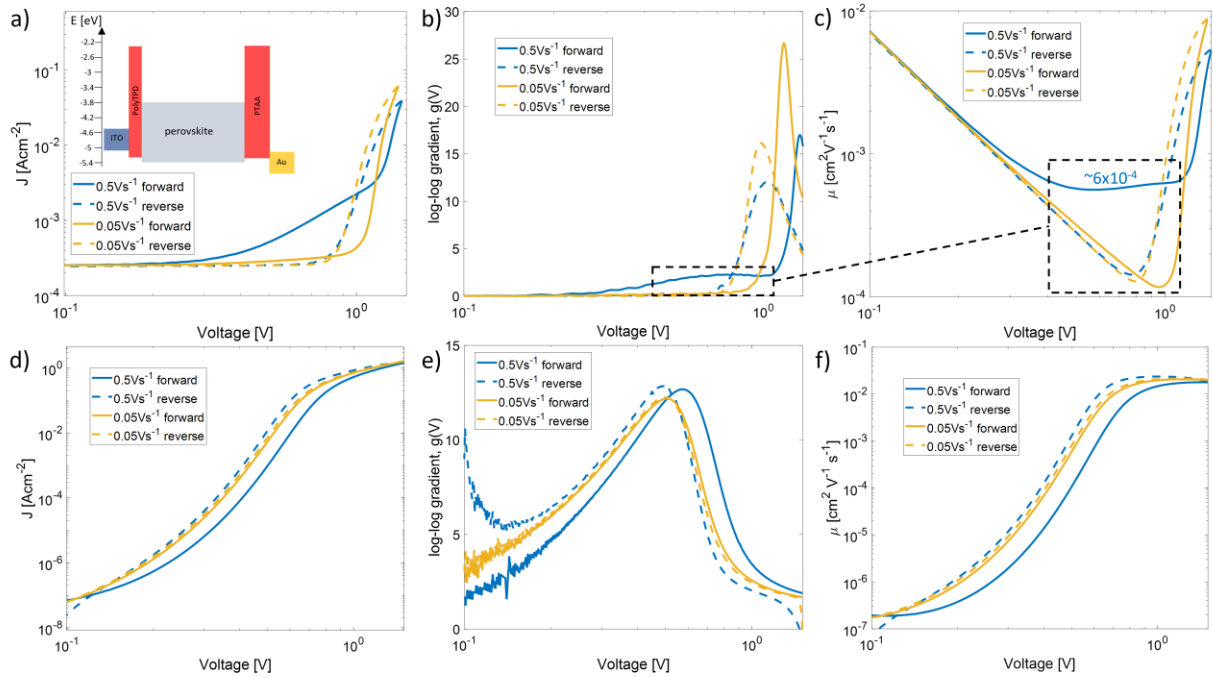 a)
E [eV]
-2.2
-2.6
-3
-3.4
-3.8
-4.2
-4.6
-5
-5.4
ITO
PolyTPD
perovskite
PTAA
Au
10⁻¹
10⁻²
10⁻³
10⁻⁴
J [Acm⁻²]
0.5Vs⁻¹ forward
0.5Vs⁻¹ reverse
0.05Vs⁻¹ forward
0.05Vs⁻¹ reverse
10⁻¹ 10⁰
Voltage [V]
b)
30
25
20
15
10
5
0
log-log gradient, g(V)
0.5Vs⁻¹ forward
0.5Vs⁻¹ reverse
0.05Vs⁻¹ forward
0.05Vs⁻¹ reverse
10⁻¹ 10⁰
Voltage [V]
c)
10⁻²
10⁻³
10⁻⁴
μ [cm² V⁻¹ s⁻¹]
0.5Vs⁻¹ forward
0.5Vs⁻¹ reverse
0.05Vs⁻¹ forward
0.05Vs⁻¹ reverse
~6x10⁻⁴
10⁻¹ 10⁰
Voltage [V]
d)
10⁰
10⁻²
10⁻⁴
10⁻⁶
10⁻⁸
J [Acm⁻²]
0.5Vs⁻¹ forward
0.5Vs⁻¹ reverse
0.05Vs⁻¹ forward
0.05Vs⁻¹ reverse
10⁻¹ 10⁰
Voltage [V]
e)
15
10
5
0
log-log gradient, g(V)
0.5Vs⁻¹ forward
0.5Vs⁻¹ reverse
0.05Vs⁻¹ forward
0.05Vs⁻¹ reverse
10⁻¹ 10⁰
Voltage [V]
f)
10⁻¹
10⁻²
10⁻³
10⁻⁴
10⁻⁵
10⁻⁶
10⁻⁷
μ [cm² V⁻¹ s⁻¹]
0.5Vs⁻¹ forward
0.5Vs⁻¹ reverse
0.05Vs⁻¹ forward
0.05Vs⁻¹ reverse
10⁻¹ 10⁰
Voltage [V]